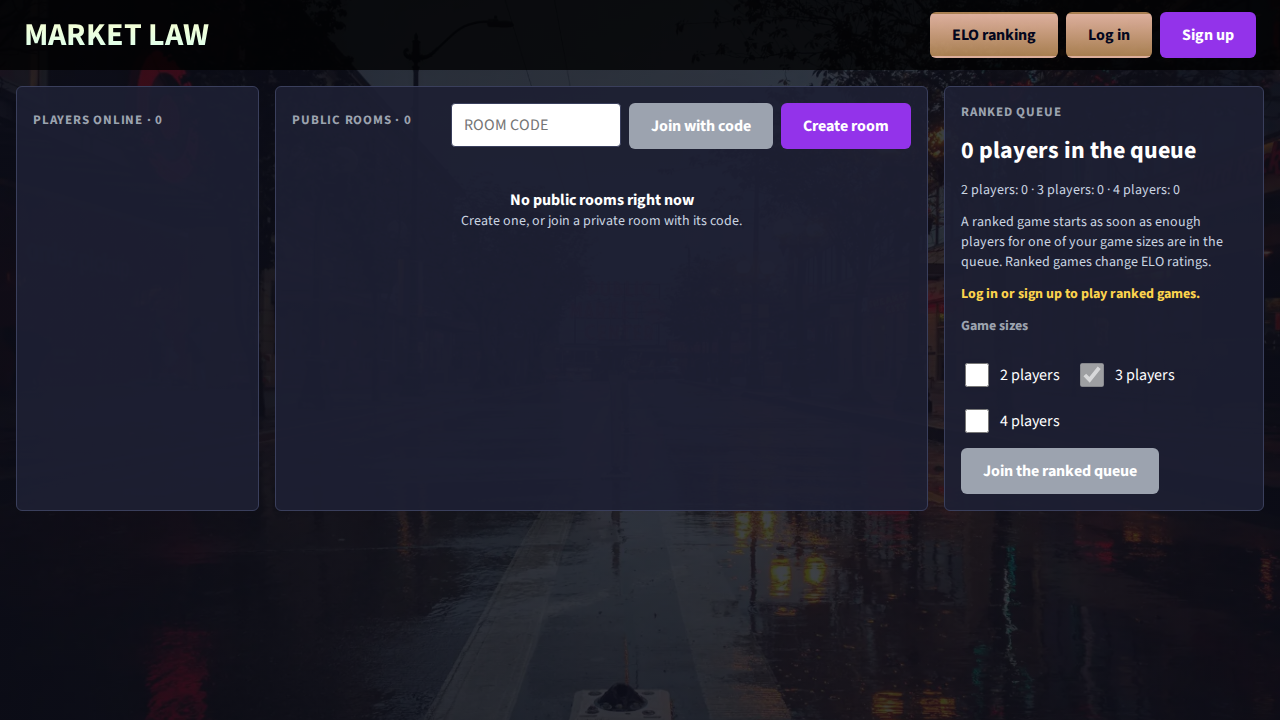 MARKET LAW
ELO ranking
Log in
Sign up
PLAYERS ONLINE · 0
PUBLIC ROOMS · 0
ROOM CODE
Join with code
Create room
No public rooms right now
Create one, or join a private room with its code.
RANKED QUEUE
0 players in the queue
2 players: 0 · 3 players: 0 · 4 players: 0
A ranked game starts as soon as enough
players for one of your game sizes are in the
queue. Ranked games change ELO ratings.
Log in or sign up to play ranked games.
Game sizes
2 players
3 players
4 players
Join the ranked queue